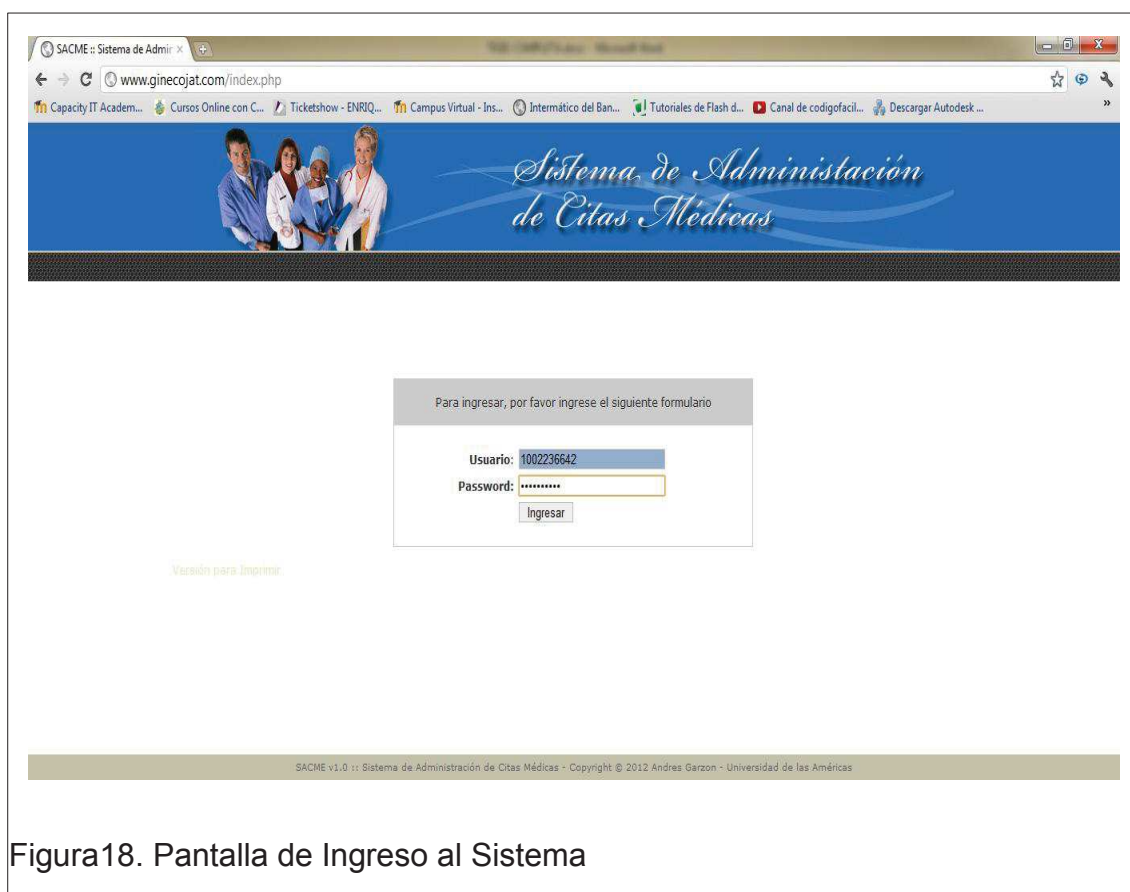 SACME :: Sistema de Admir
www.ginecojat.com/index.php
Capacity IT Academ... Cursos Online con C... Ticketshow - ENRIQ... Campus Virtual - Ins... Intermático del Ban... Tutoriales de Flash d... Canal de codigofacil... Descargar Autodesk ... »
Sistema de Administación
de Citas Médicas
Para ingresar, por favor ingrese el siguiente formulario
Usuario: 1002236642
Password: ••••••••••
Ingresar
Versión para Imprimir
SACME v1.0 :: Sistema de Administración de Citas Médicas - Copyright © 2012 Andres Garzon - Universidad de las Américas
Figura18. Pantalla de Ingreso al Sistema